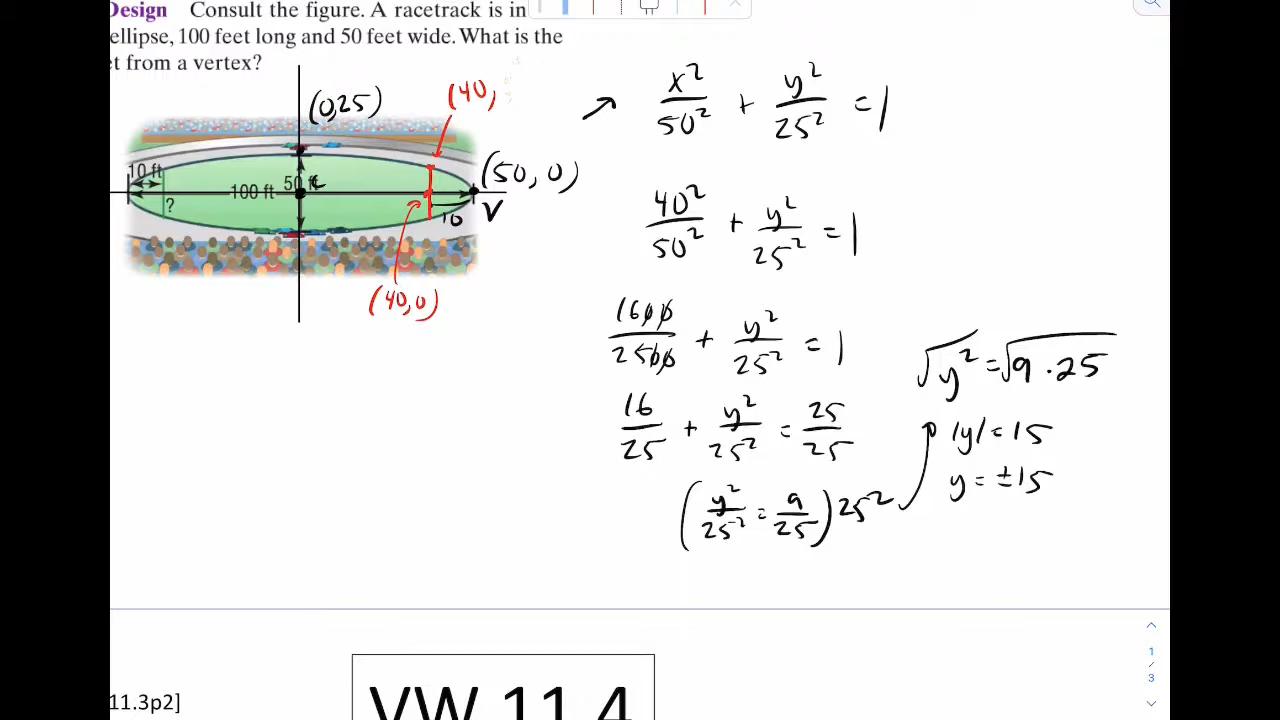 Design Consult the figure. A racetrack is in
ellipse, 100 feet long and 50 feet wide. What is the
t from a vertex?
(0,25)
(40,
(50, 0)
10 ft
50 ft
100 ft
?
C
10
V
(40,0)
x²/50² + y²/25² = 1
40²/50² + y²/25² = 1
1600/2500 + y²/25² = 1
16/25 + y²/25² = 25/25
(y²/25² = 9/25) 25²
√y² = √9 · 25
|y| = 15
y = ±15
1
/
3
11.3p2]
VW 11.4